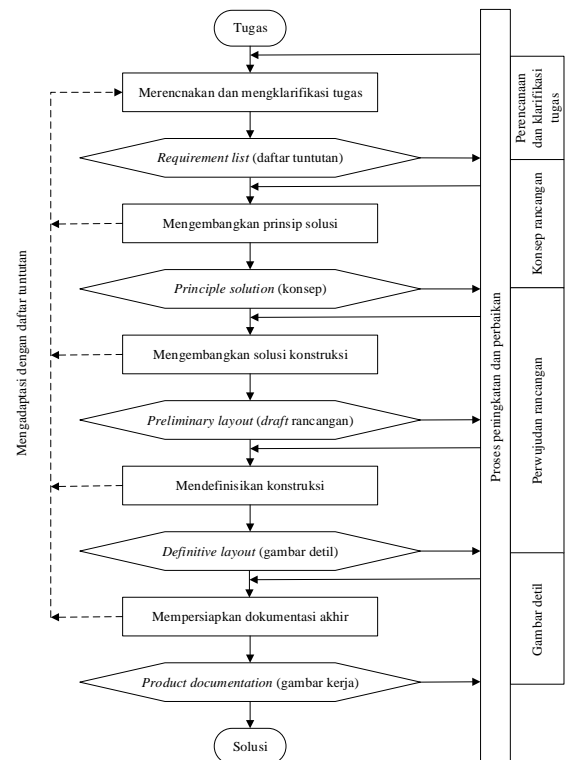 Tugas
Merencnakan dan mengklarifikasi tugas
Requirement list (daftar tuntutan)
Mengembangkan prinsip solusi
Principle solution (konsep)
Mengembangkan solusi konstruksi
Preliminary layout (draft rancangan)
Mendefinisikan konstruksi
Definitive layout (gambar detil)
Mempersiapkan dokumentasi akhir
Product documentation (gambar kerja)
Solusi
Mengadaptasi dengan daftar tuntutan
Proses peningkatan dan perbaikan
Perencanaan
dan klarifikasi
tugas
Konsep rancangan
Perwujudan rancangan
Gambar detil